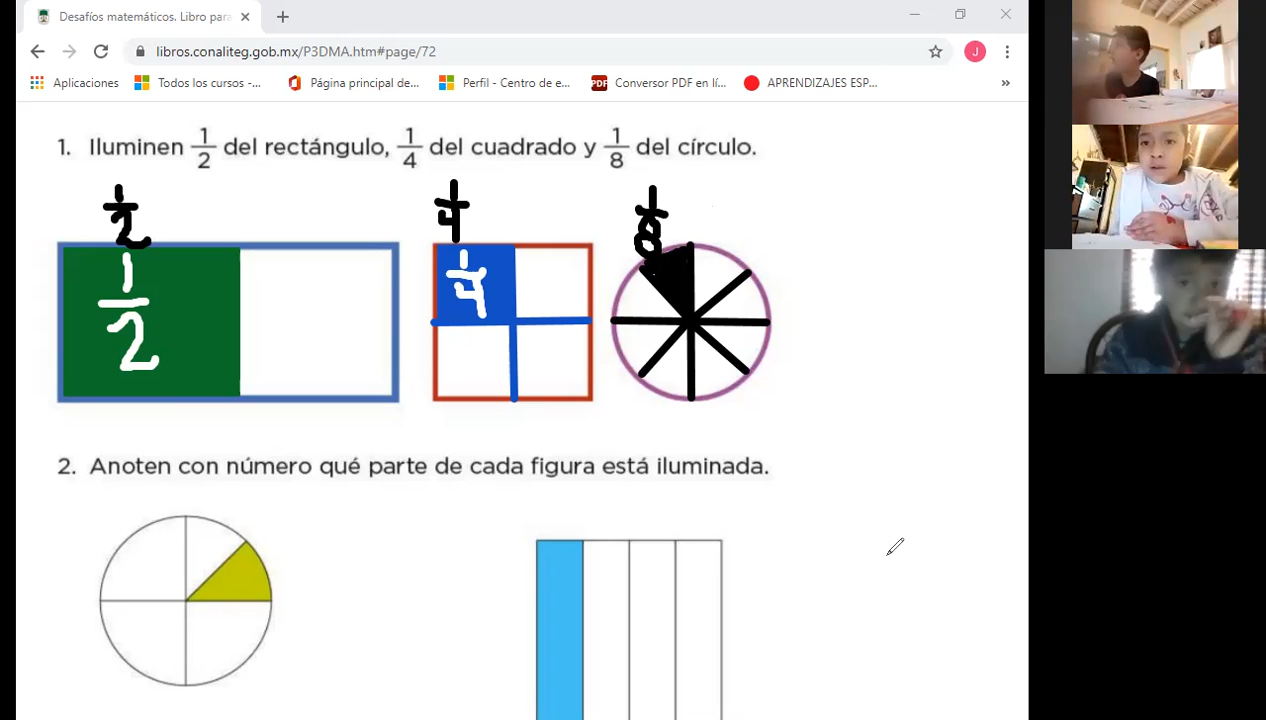 Desafíos matemáticos. Libro para
libros.conaliteg.gob.mx/P3DMA.htm#page/72
J
Aplicaciones
Todos los cursos -...
Página principal de...
Perfil - Centro de e...
PDF
Conversor PDF en lí...
APRENDIZAJES ESP...
»
1. Iluminen 1/2 del rectángulo, 1/4 del cuadrado y 1/8 del círculo.
1/2
1/4
1/8
1/2
1/4
2. Anoten con número qué parte de cada figura está iluminada.